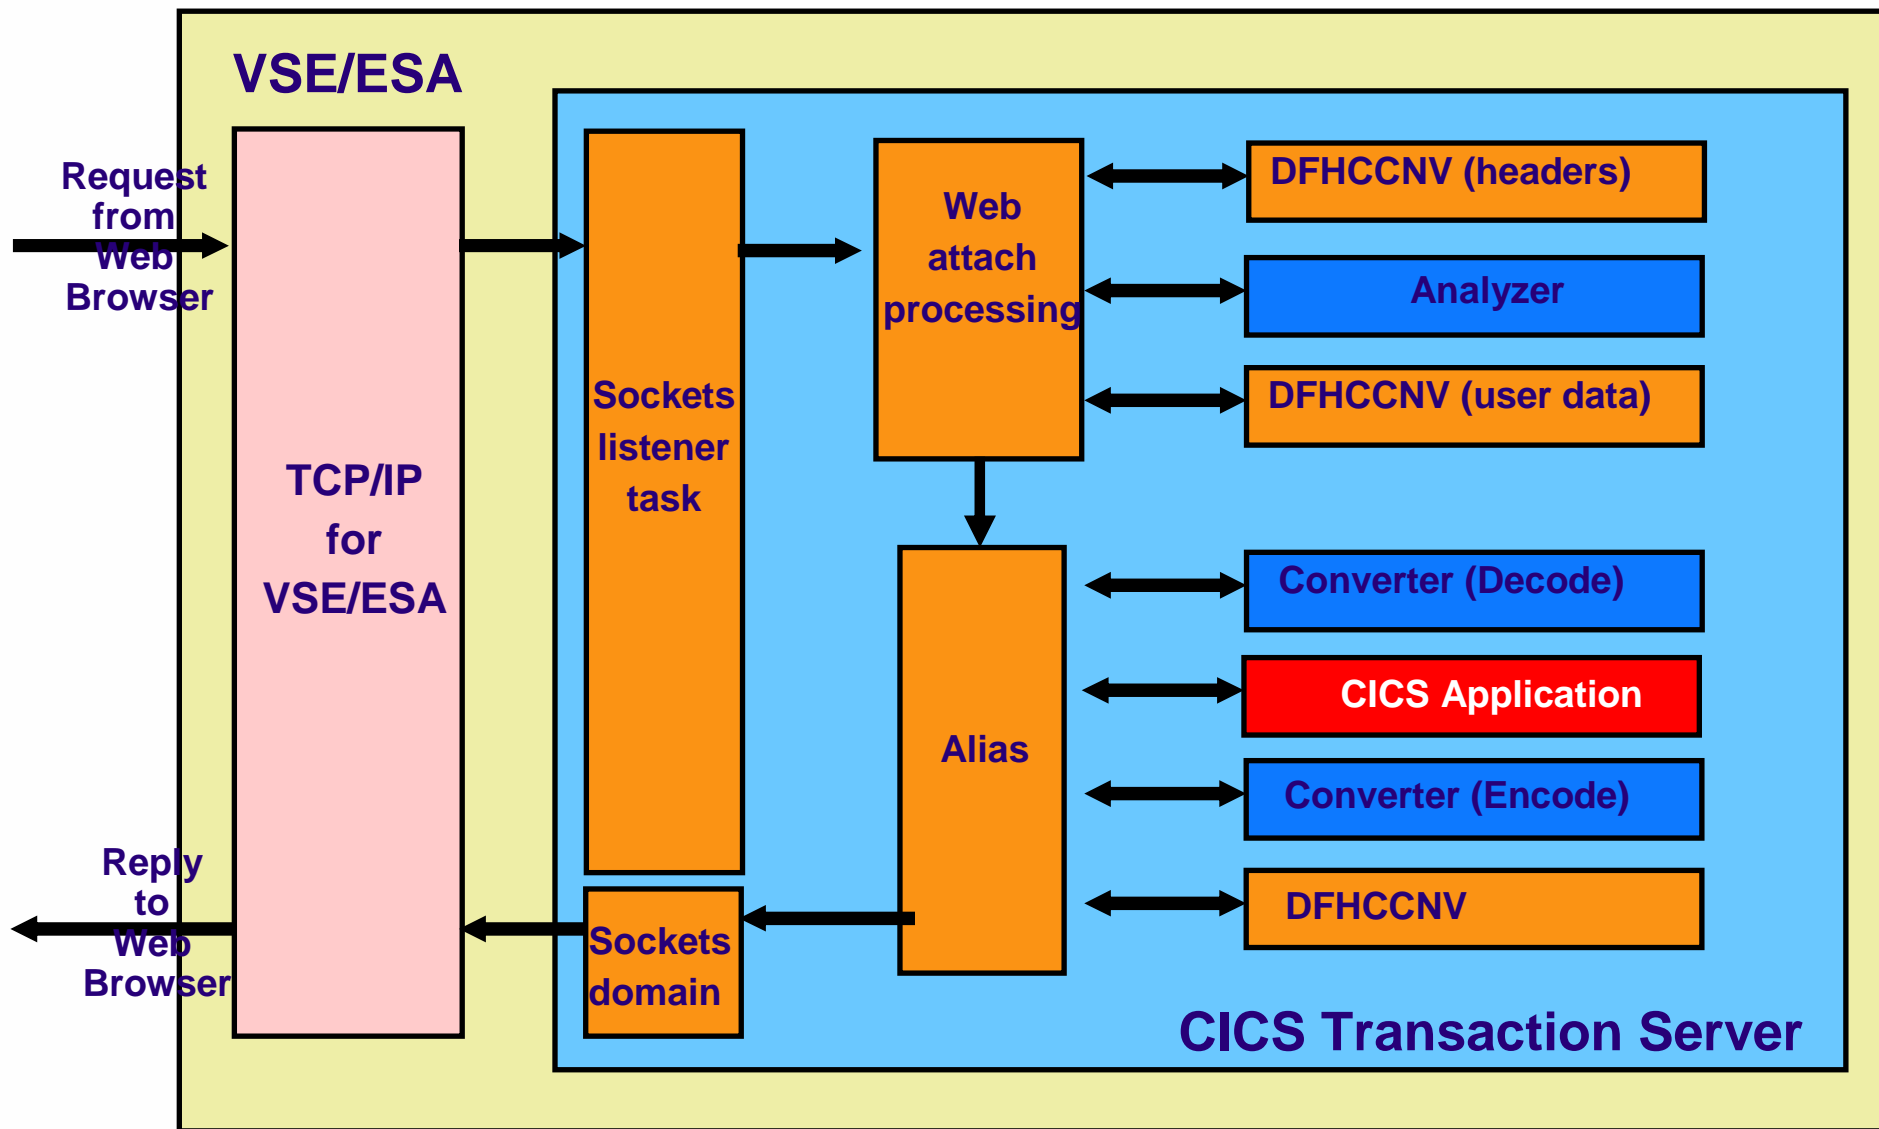 VSE/ESA
Request
from
Web
Browser
TCP/IP
for
VSE/ESA
Reply
to
Web
Browser
Sockets
listener
task
Sockets
domain
Web
attach
processing
Alias
DFHCCNV (headers)
Analyzer
DFHCCNV (user data)
Converter (Decode)
CICS Application
Converter (Encode)
DFHCCNV
CICS Transaction Server